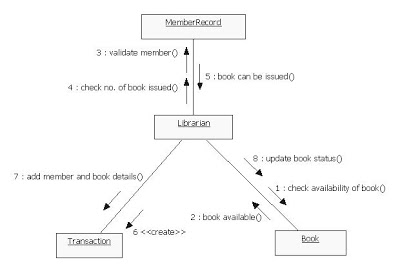 MemberRecord
3 : validate member()
4 : check no. of book issued()
5 : book can be issued()
Librarian
8 : update book status()
7 : add member and book details()
1 : check availability of book()
2 : book available()
6 <<create>>
Transaction
Book